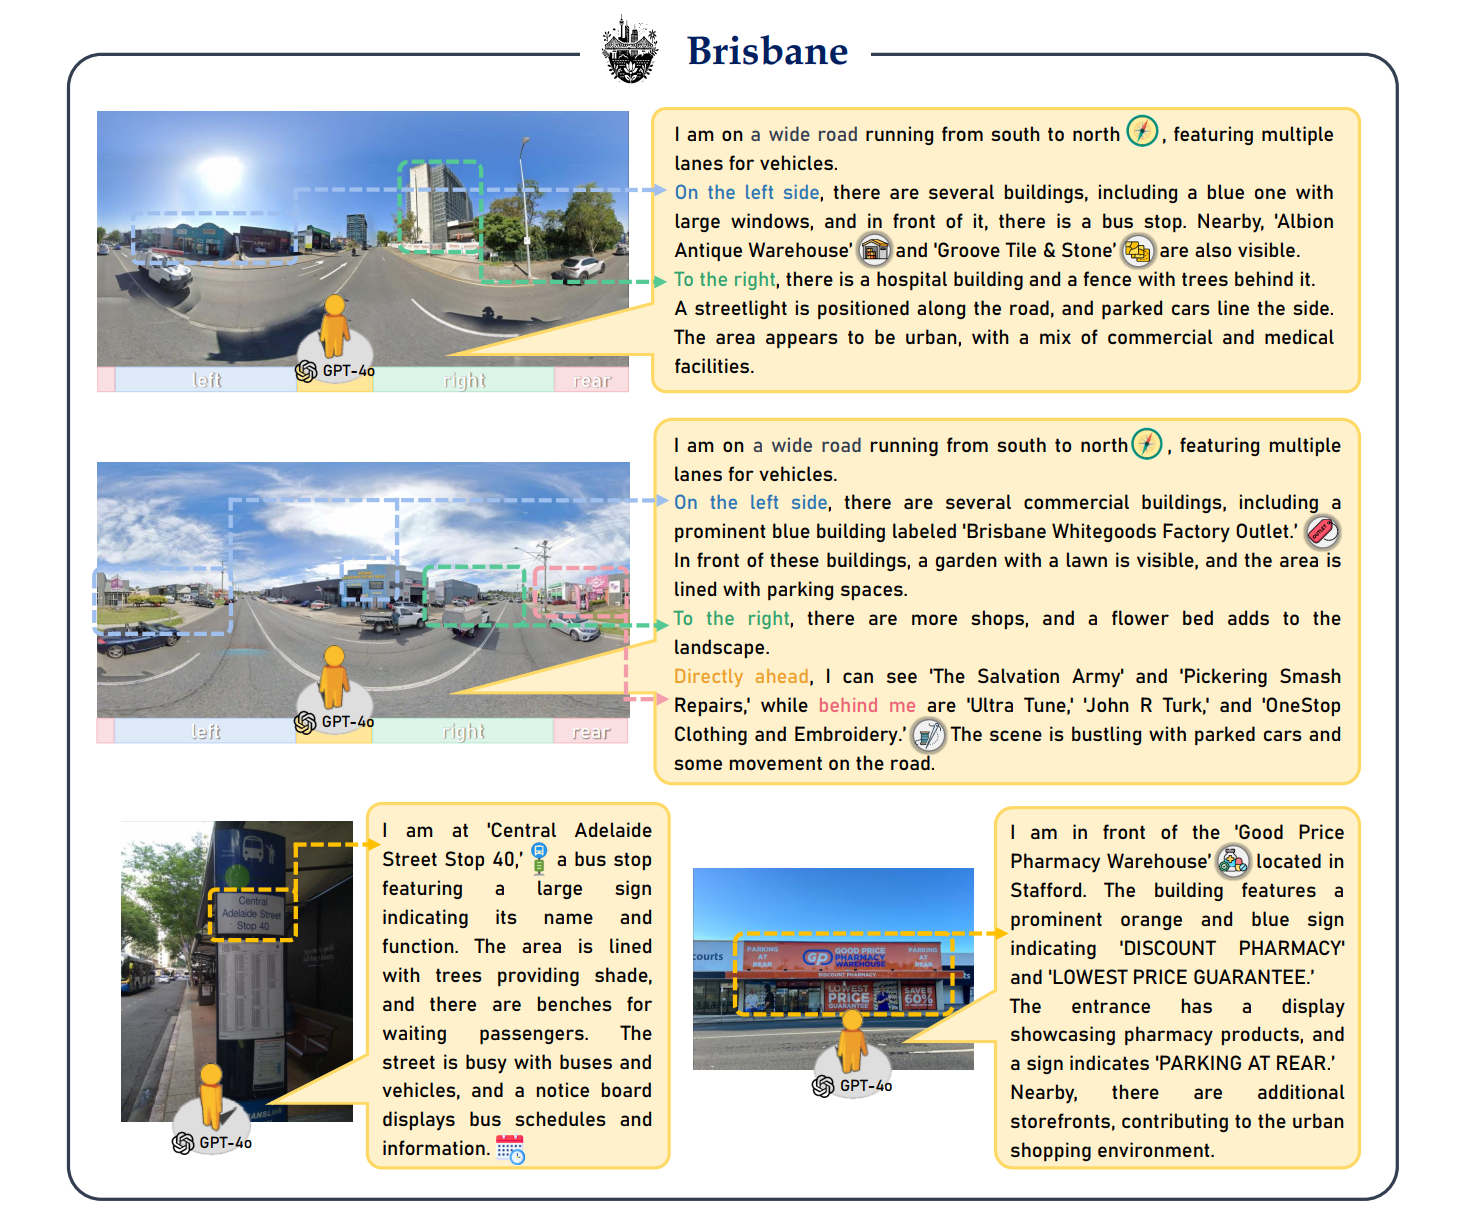 Brisbane
I am on a wide road running from south to north , featuring multiple
lanes for vehicles.
On the left side, there are several buildings, including a blue one with
large windows, and in front of it, there is a bus stop. Nearby, 'Albion
Antique Warehouse' and 'Groove Tile & Stone' are also visible.
To the right, there is a hospital building and a fence with trees behind it.
A streetlight is positioned along the road, and parked cars line the side.
The area appears to be urban, with a mix of commercial and medical
facilities.
GPT-4o
left
right
rear
I am on a wide road running from south to north , featuring multiple
lanes for vehicles.
On the left side, there are several commercial buildings, including a
prominent blue building labeled 'Brisbane Whitegoods Factory Outlet.'
OUTLET
In front of these buildings, a garden with a lawn is visible, and the area is
lined with parking spaces.
To the right, there are more shops, and a flower bed adds to the
landscape.
Directly ahead, I can see 'The Salvation Army' and 'Pickering Smash
Repairs,' while behind me are 'Ultra Tune,' 'John R Turk,' and 'OneStop
Clothing and Embroidery.' The scene is bustling with parked cars and
some movement on the road.
GPT-4o
left
right
rear
Central
Adelaide Street
Stop 40
TRANSLink
GPT-4o
I am at 'Central Adelaide
Street Stop 40,' a bus stop
featuring a large sign
indicating its name and
function. The area is lined
with trees providing shade,
and there are benches for
waiting passengers. The
street is busy with buses and
vehicles, and a notice board
displays bus schedules and
information.
courts
PARKING
AT
REAR
GP
GOOD PRICE
PHARMACY
WAREHOUSE
PARKING
AT
REAR
DISCOUNT PHARMACY
LOWEST
PRICE
GUARANTEE
SAVE
60%
ts
GPT-4o
I am in front of the 'Good Price
Pharmacy Warehouse' located in
Stafford. The building features a
prominent orange and blue sign
indicating 'DISCOUNT PHARMACY'
and 'LOWEST PRICE GUARANTEE.'
The entrance has a display
showcasing pharmacy products, and
a sign indicates 'PARKING AT REAR.'
Nearby, there are additional
storefronts, contributing to the urban
shopping environment.